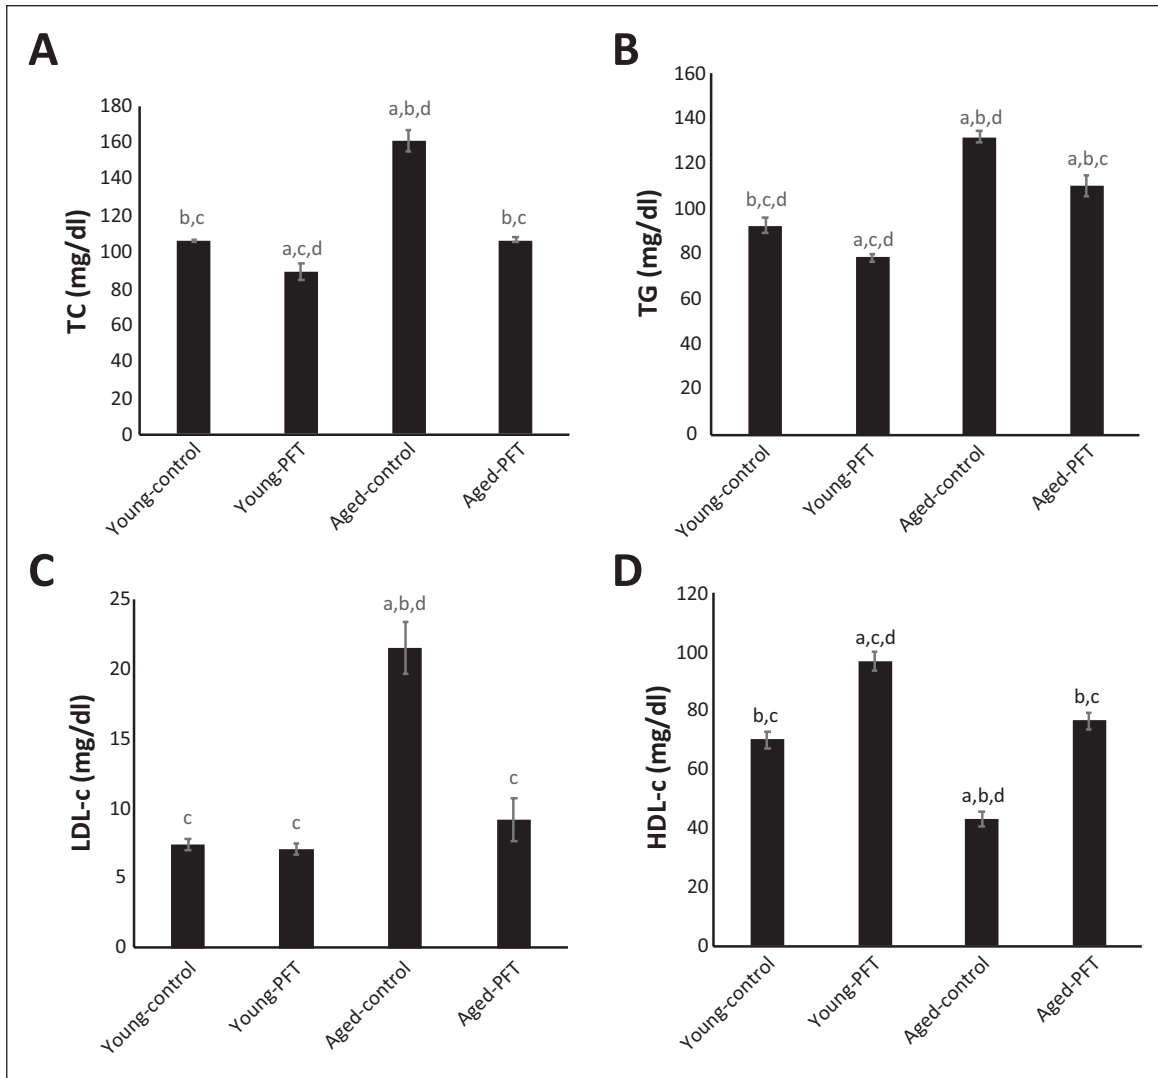 A
TC (mg/dl)
180
160
140
120
100
80
60
40
20
0
b,c
a,c,d
a,b,d
b,c
Young-control
Young-PFT
Aged-control
Aged-PFT
B
TG (mg/dl)
160
140
120
100
80
60
40
20
0
b,c,d
a,c,d
a,b,d
a,b,c
Young-control
Young-PFT
Aged-control
Aged-PFT
C
LDL-c (mg/dl)
25
20
15
10
5
0
c
c
a,b,d
c
Young-control
Young-PFT
Aged-control
Aged-PFT
D
HDL-c (mg/dl)
120
100
80
60
40
20
0
b,c
a,c,d
a,b,d
b,c
Young-control
Young-PFT
Aged-control
Aged-PFT